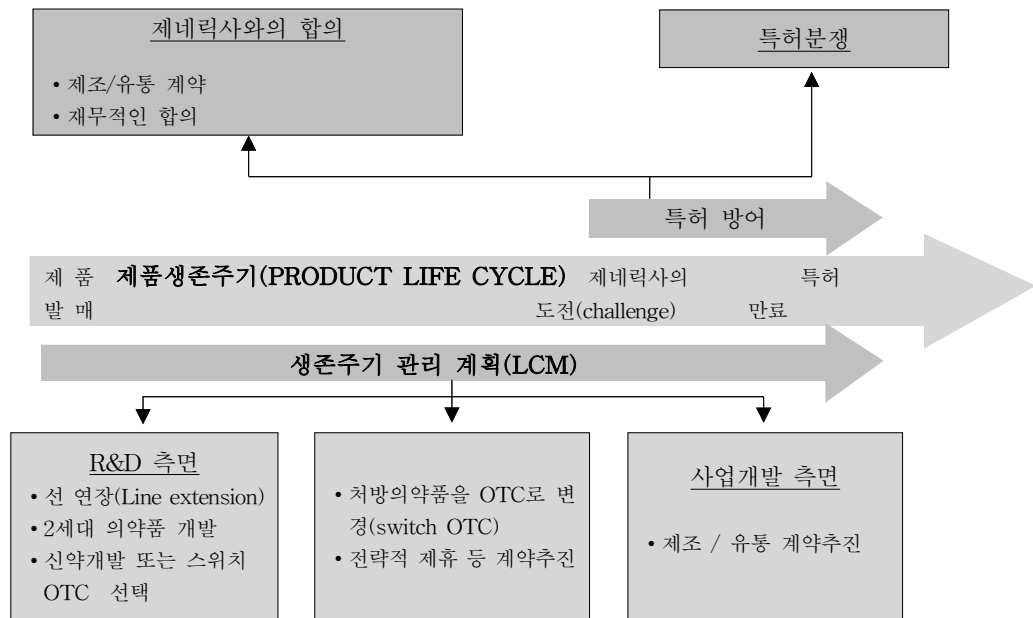 제네릭사와의 합의
• 제조/유통 계약
• 재무적인 합의
특허분쟁
특허 방어
제 품 제품생존주기(PRODUCT LIFE CYCLE) 제네릭사의 특허
발 매 도전(challenge) 만료
생존주기 관리 계획(LCM)
R&D 측면
• 선 연장(Line extension)
• 2세대 의약품 개발
• 신약개발 또는 스위치
OTC 선택
• 처방의약품을 OTC로 변
경(switch OTC)
• 전략적 제휴 등 계약추진
사업개발 측면
• 제조 / 유통 계약추진